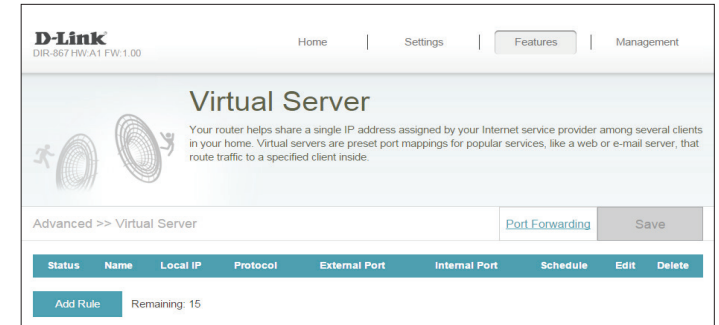 D-Link
DIR-867 HW:A1 FW:1.00
Home | Settings | Features | Management
Virtual Server
Your router helps share a single IP address assigned by your Internet service provider among several clients
in your home. Virtual servers are preset port mappings for popular services, like a web or e-mail server, that
route traffic to a specified client inside.
Advanced >> Virtual Server Port Forwarding Save
Status Name Local IP Protocol External Port Internal Port Schedule Edit Delete
Add Rule Remaining: 15